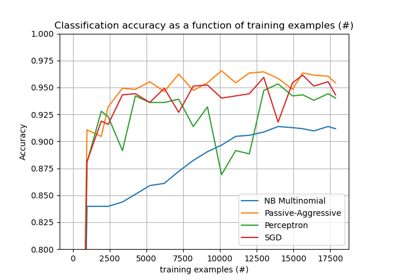 Classification accuracy as a function of training examples (#)
1.000
0.975
0.950
0.925
0.900
0.875
0.850
0.825
0.800
Accuracy
NB Multinomial
Passive-Aggressive
Perceptron
SGD
0 2500 5000 7500 10000 12500 15000 17500
training examples (#)